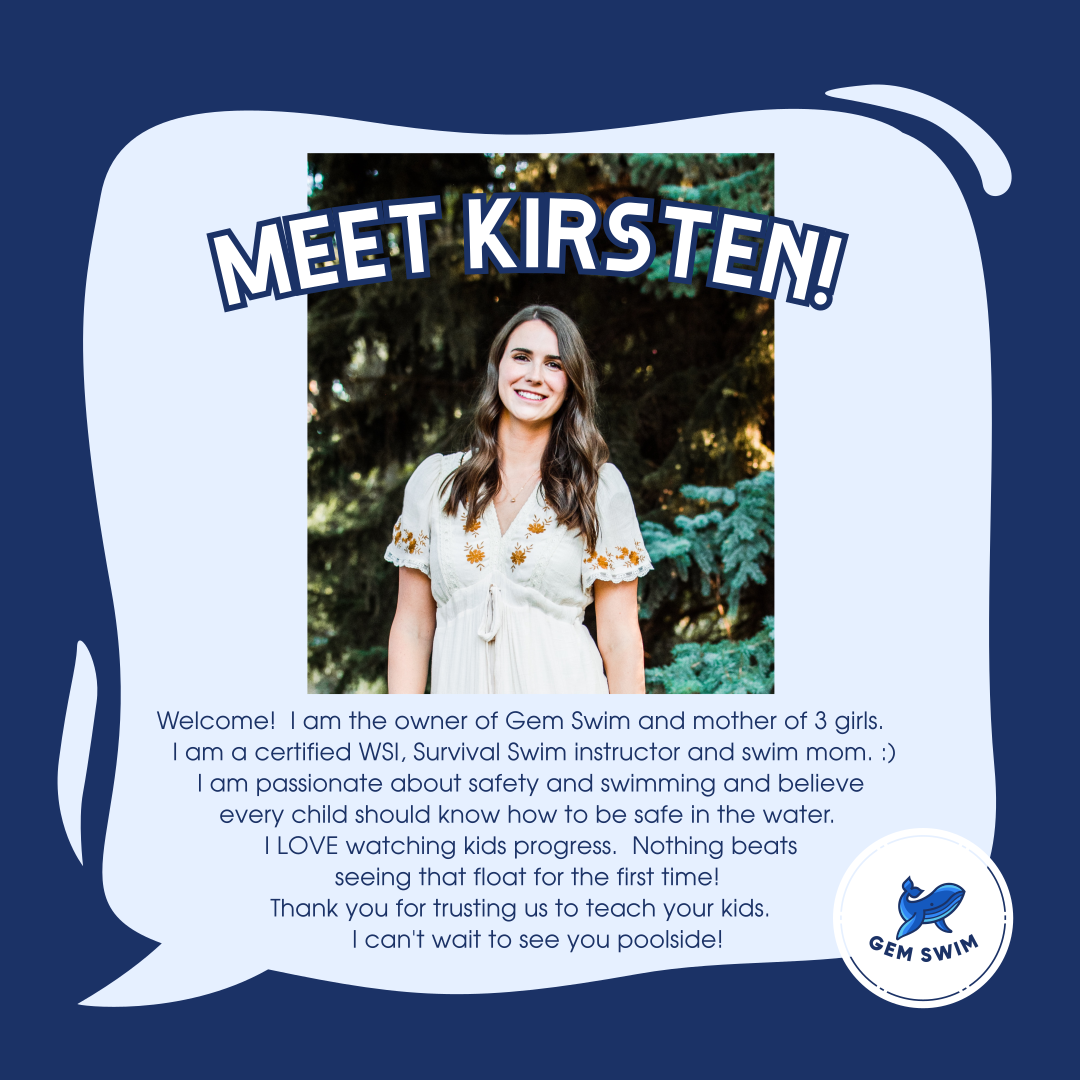 MEET KIRSTEN!
Welcome!  I am the owner of Gem Swim and mother of 3 girls.
I am a certified WSI, Survival Swim instructor and swim mom. :)
I am passionate about safety and swimming and believe
every child should know how to be safe in the water.
I LOVE watching kids progress.  Nothing beats
seeing that float for the first time!
Thank you for trusting us to teach your kids.
I can't wait to see you poolside!
GEM SWIM